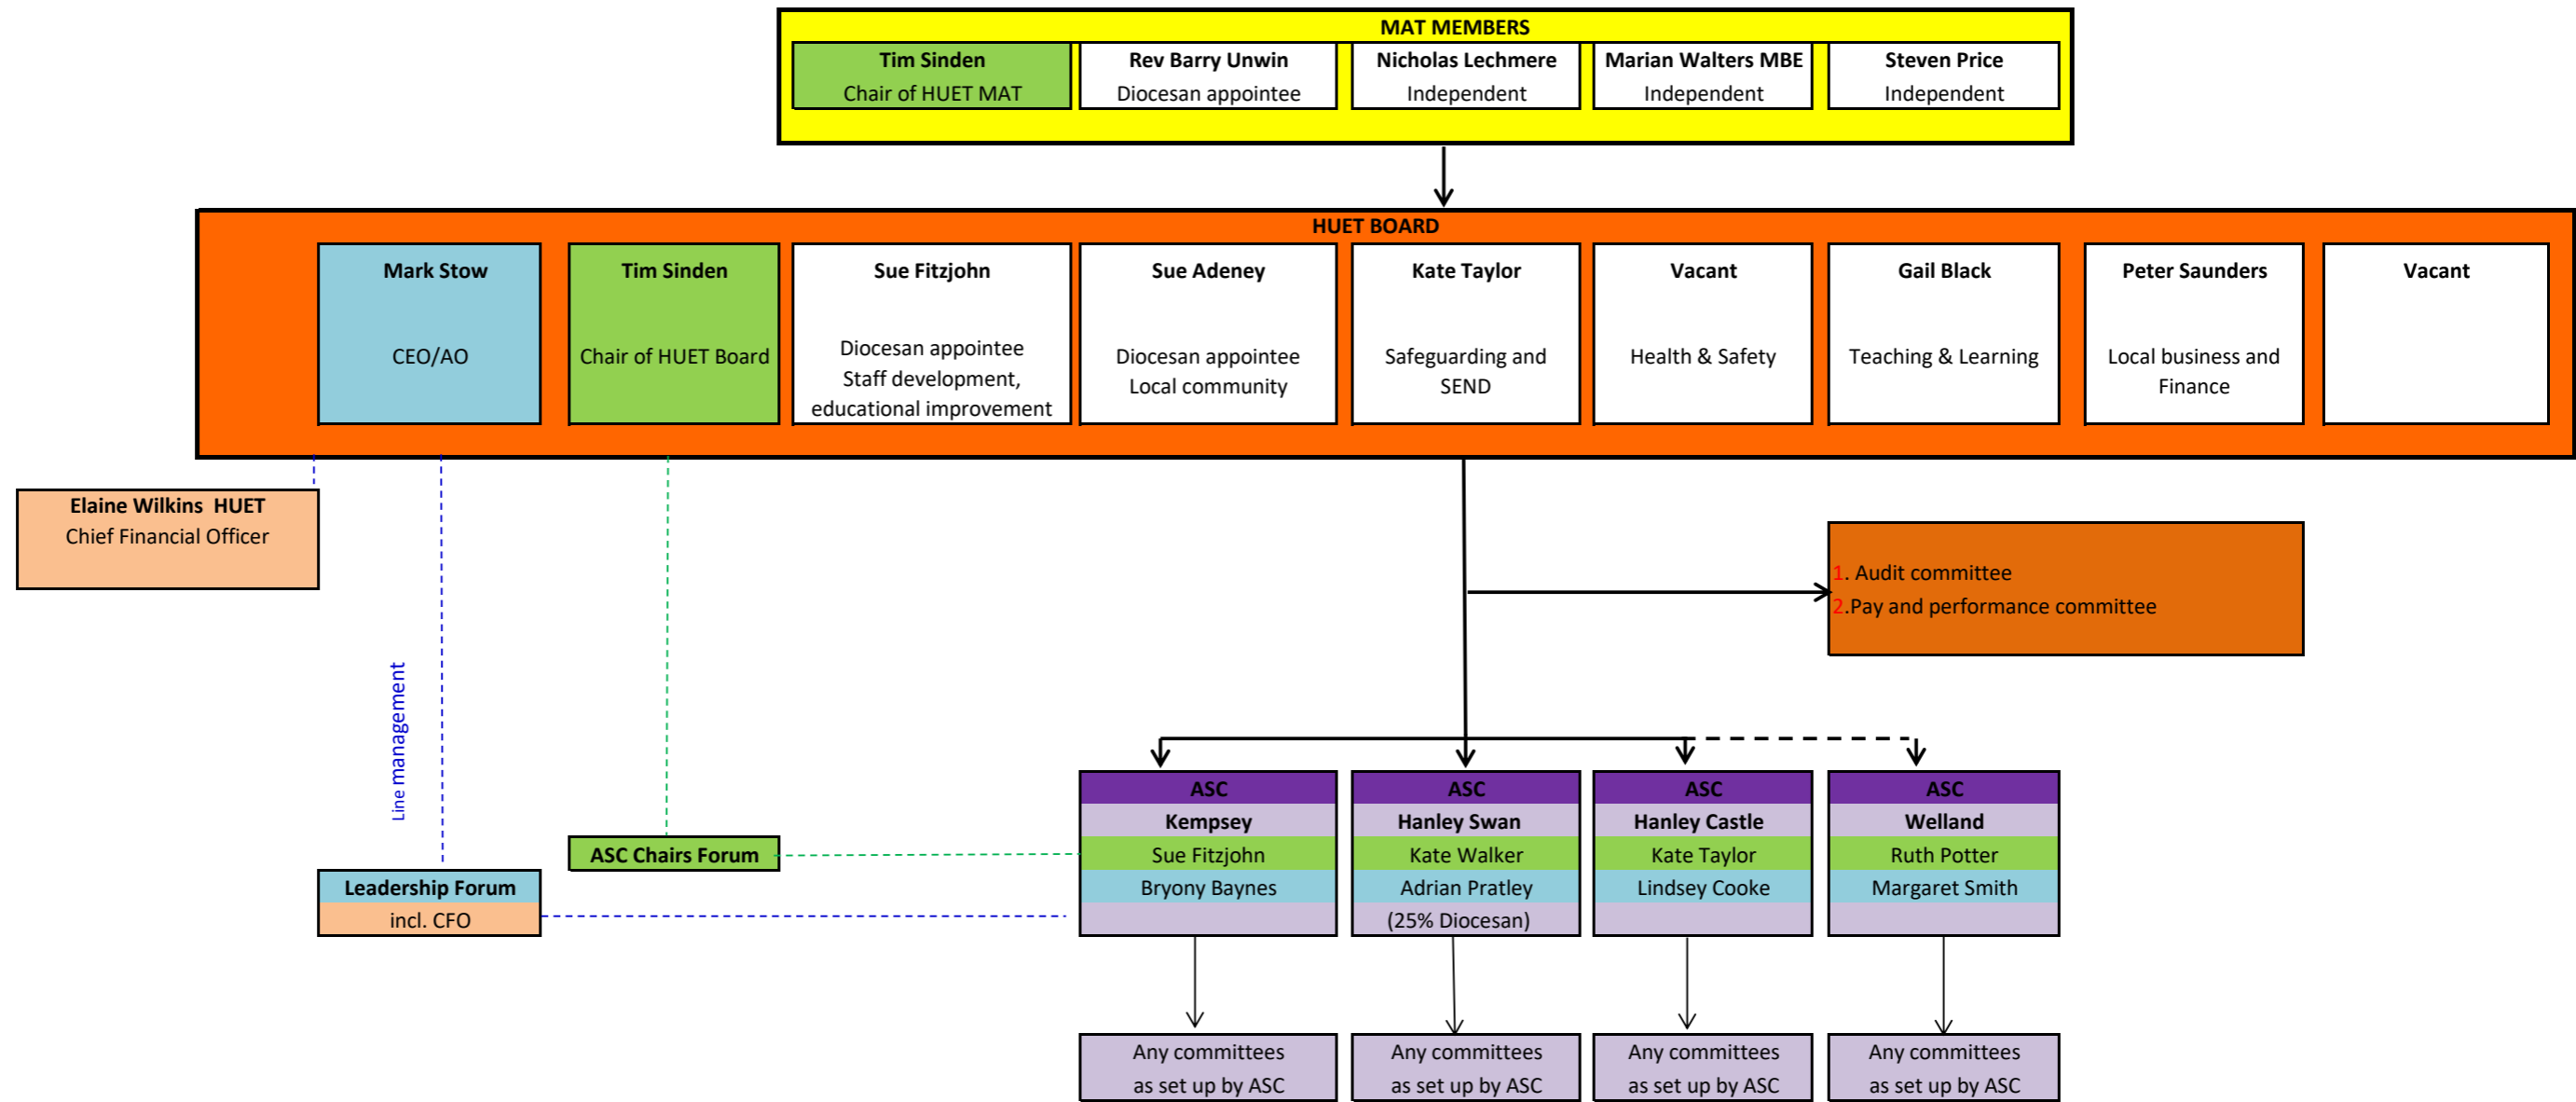 MAT MEMBERS
Tim Sinden
Chair of HUET MAT
Rev Barry Unwin
Diocesan appointee
Nicholas Lechmere
Independent
Marian Walters MBE
Independent
Steven Price
Independent
HUET BOARD
Mark Stow
CEO/AO
Tim Sinden
Chair of HUET Board
Sue Fitzjohn
Diocesan appointee
Staff development,
educational improvement
Sue Adeney
Diocesan appointee
Local community
Kate Taylor
Safeguarding and
SEND
Vacant
Health & Safety
Gail Black
Teaching & Learning
Peter Saunders
Local business and
Finance
Vacant
Elaine Wilkins  HUET
Chief Financial Officer
1. Audit committee
2.Pay and performance committee
Line management
ASC Chairs Forum
Leadership Forum
incl. CFO
ASC
Kempsey
Sue Fitzjohn
Bryony Baynes
ASC
Hanley Swan
Kate Walker
Adrian Pratley
(25% Diocesan)
ASC
Hanley Castle
Kate Taylor
Lindsey Cooke
ASC
Welland
Ruth Potter
Margaret Smith
Any committees
as set up by ASC
Any committees
as set up by ASC
Any committees
as set up by ASC
Any committees
as set up by ASC